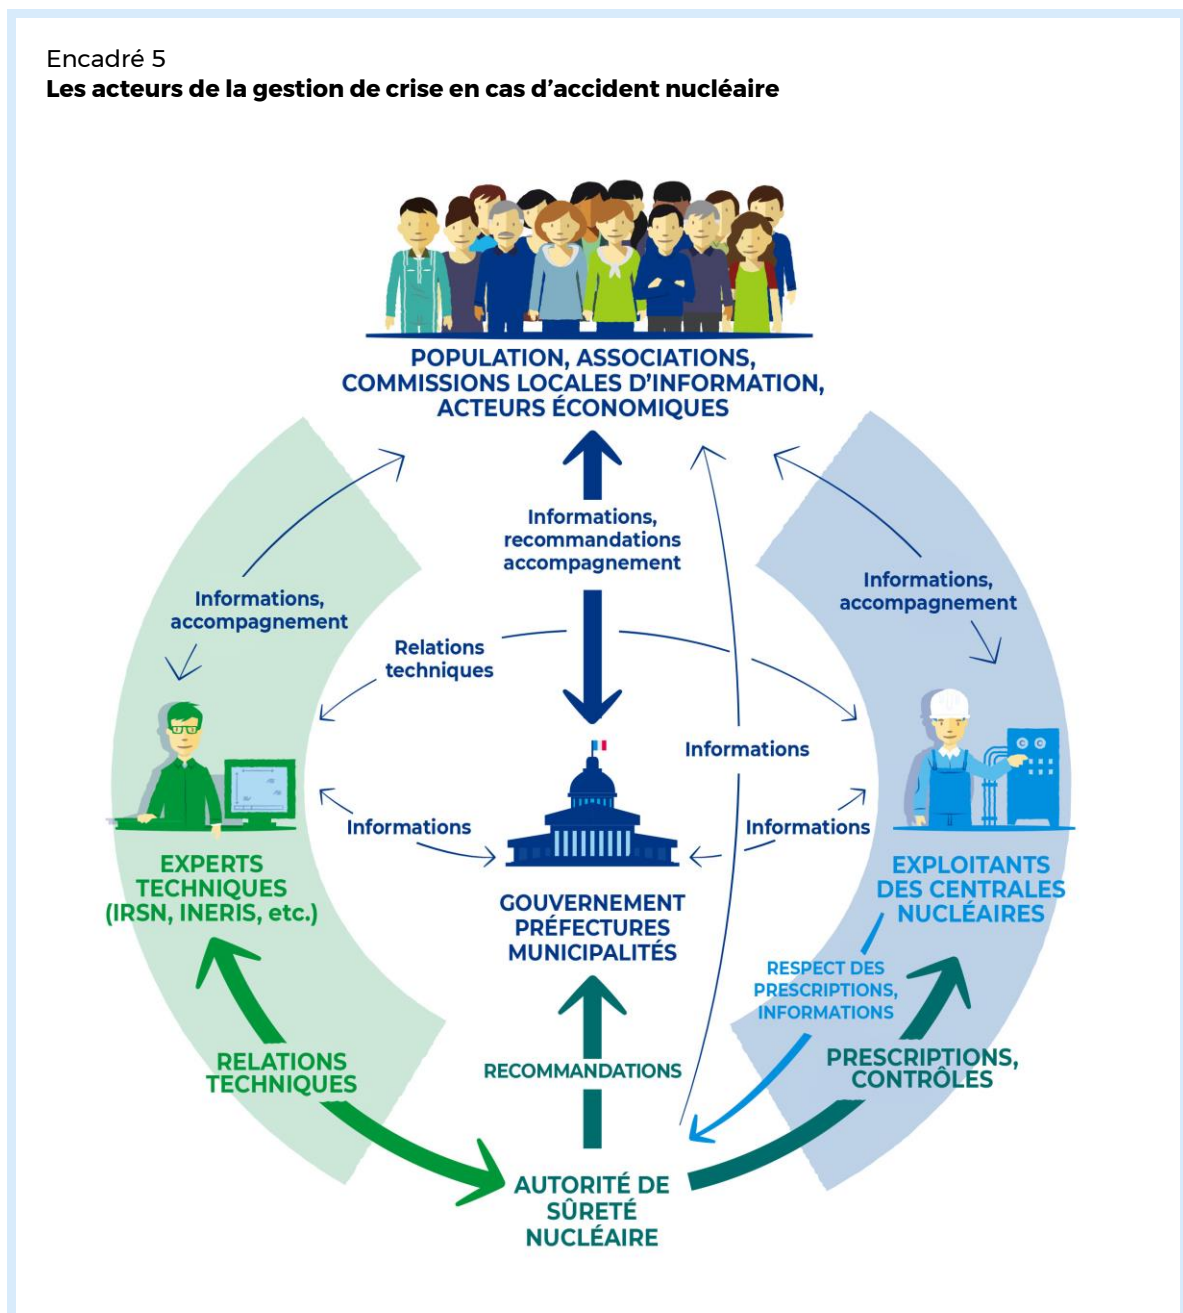 Encadré 5
Les acteurs de la gestion de crise en cas d'accident nucléaire
POPULATION, ASSOCIATIONS,
COMMISSIONS LOCALES D'INFORMATION,
ACTEURS ÉCONOMIQUES
Informations,
recommandations
accompagnement
Informations,
accompagnement
Informations,
accompagnement
Relations
techniques
Informations
Informations
Informations
EXPERTS
TECHNIQUES
(IRSN, INERIS, etc.)
GOUVERNEMENT
PRÉFECTURES
MUNICIPALITÉS
EXPLOITANTS
DES CENTRALES
NUCLÉAIRES
RESPECT DES
PRESCRIPTIONS,
INFORMATIONS
RELATIONS
TECHNIQUES
RECOMMANDATIONS
PRESCRIPTIONS,
CONTRÔLES
AUTORITÉ DE
SÛRETÉ
NUCLÉAIRE